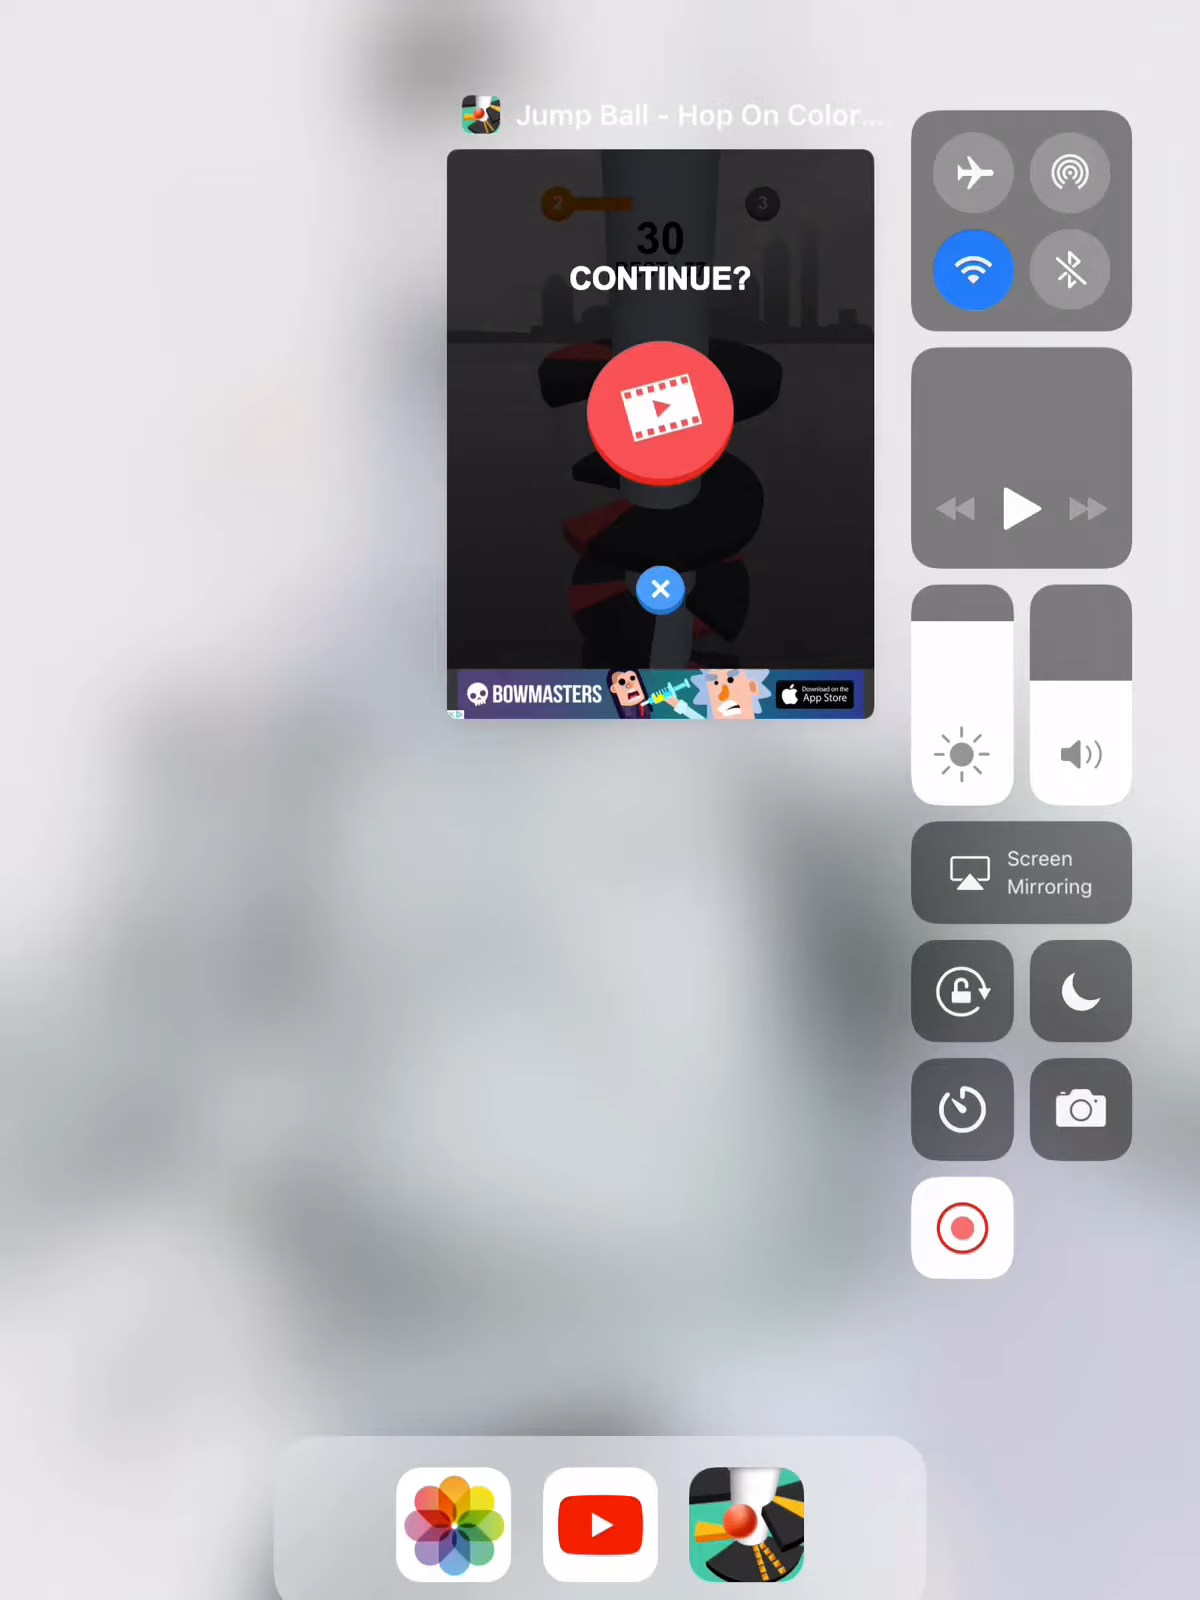 Jump Ball - Hop On Color....
2
3
30
CONTINUE?
BOWMASTERS
Download on the
App Store
Screen
Mirroring